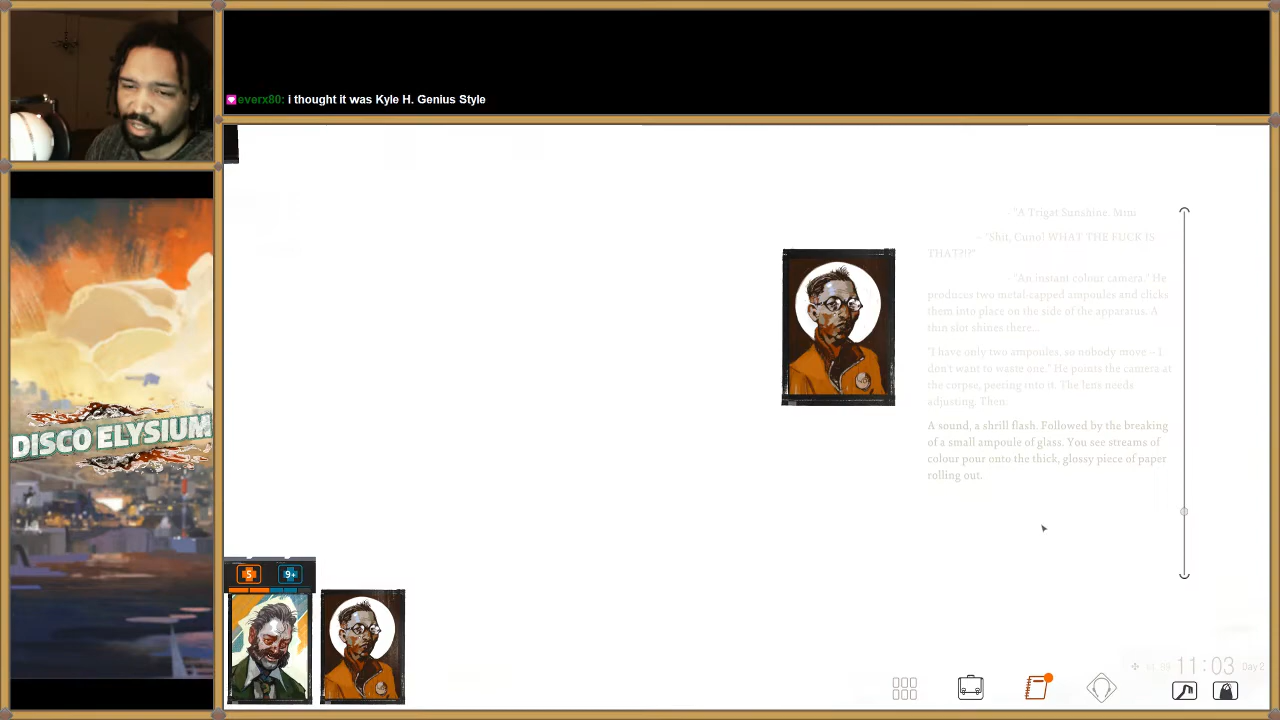 everx80: i thought it was Kyle H. Genius Style
- "A Trigat Sunshine. Mini
- "Shit, Cuno! WHAT THE FUCK IS
THAT?!?"
- "An instant colour camera." He
produces two metal-capped ampoules and clicks
them into place on the side of the apparatus. A
thin slot shines there...
"I have only two ampoules, so nobody move – I
don't want to waste one." He points the camera at
the corpse, peering into it. The lens needs
adjusting. Then.
A sound, a shrill flash. Followed by the breaking
of a small ampoule of glass. You see streams of
colour pour onto the thick, glossy piece of paper
rolling out.
DISCO ELYSIUM
5 9+
11:03 Day 2